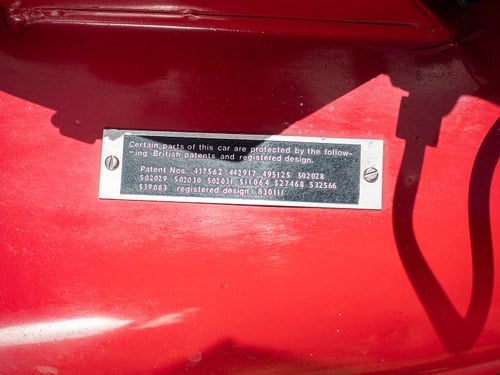 Certain parts of this car are protected by the follow-
-ing British patents and registered design.
Patent Nos. 417562 442917 495125 502028
502029 502030 502031 511064 527468 532566
539083 registered design 830111